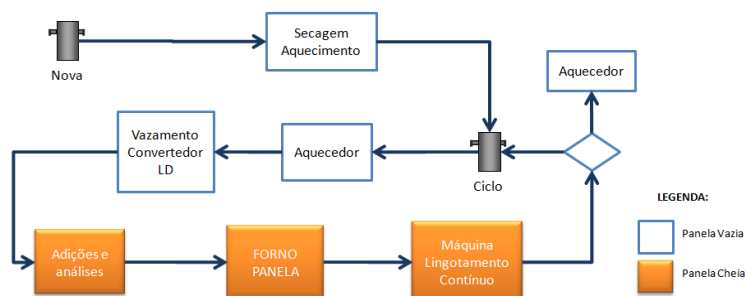 Nova
Secagem
Aquecimento
Aquecedor
Vazamento
Convertedor
LD
Aquecedor
Ciclo
Adições e
análises
FORNO
PANELA
Máquina
Lingotamento
Contínuo
LEGENDA:
Panela Vazia
Panela Cheia